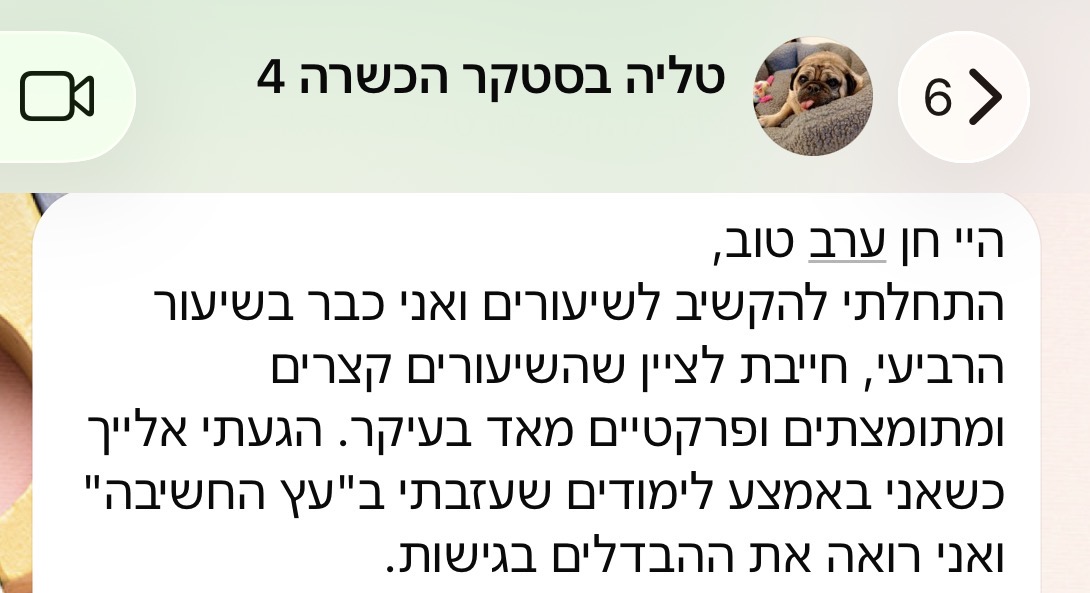 6
טליה בסטקר הכשרה 4
היי חן ערב טוב,
התחלתי להקשיב לשיעורים ואני כבר בשיעור
הרביעי, חייבת לציין שהשיעורים קצרים
ומתומצתים ופרקטיים מאד בעיקר. הגעתי אלייך
כשאני באמצע לימודים שעזבתי ב"עץ החשיבה"
ואני רואה את ההבדלים בגישות.